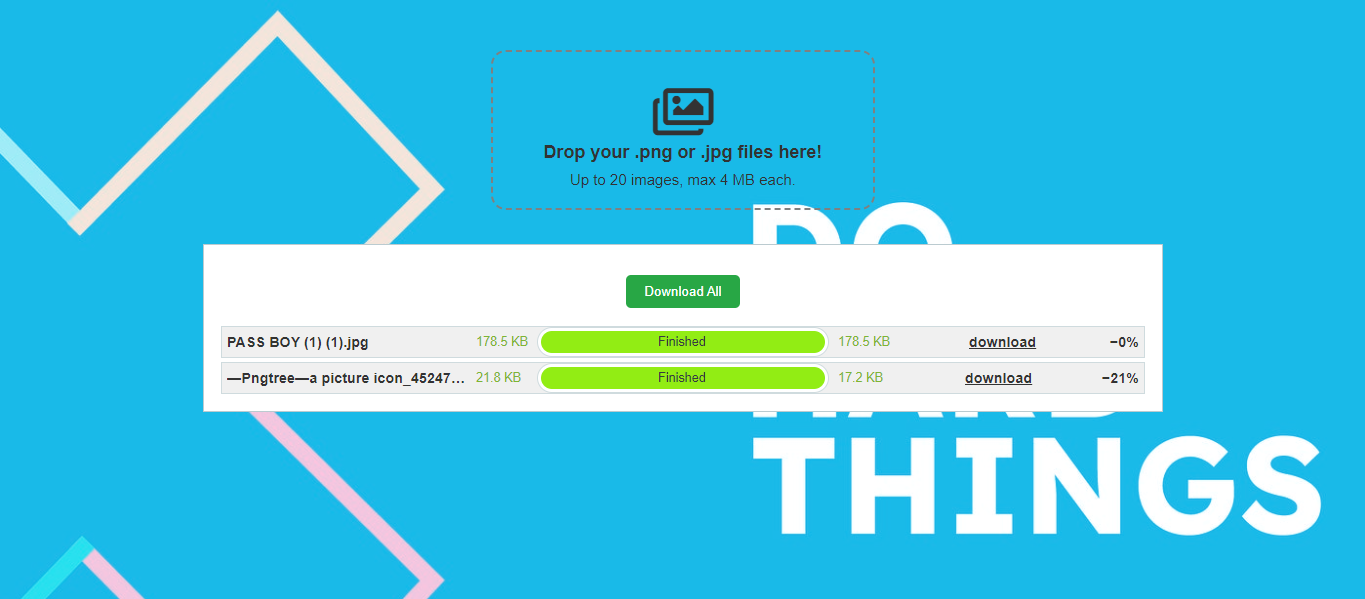 Drop your .png or .jpg files here!
Up to 20 images, max 4 MB each.
DO
Download All
PASS BOY (1) (1).jpg 178.5 KB Finished 178.5 KB download −0%
—Pngtree—a picture icon_45247... 21.8 KB Finished 17.2 KB download −21%
THINGS